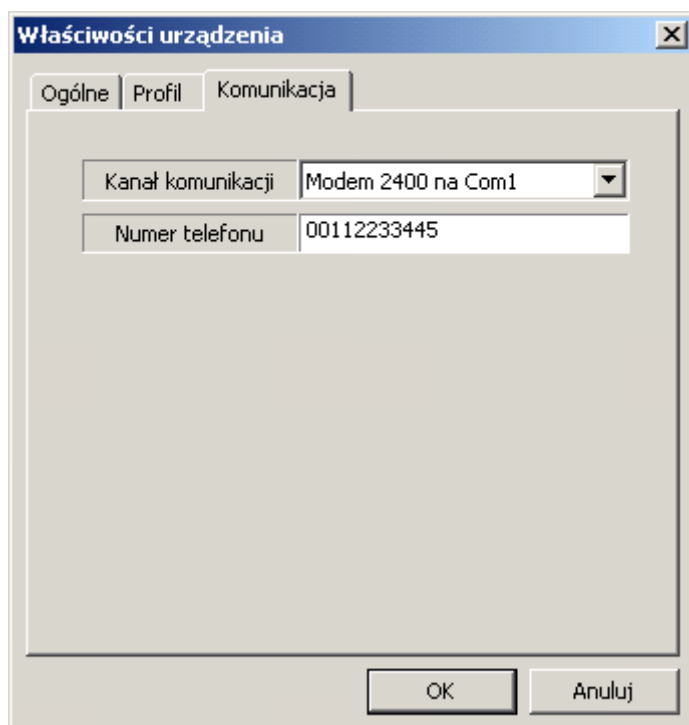 Właściwości urządzenia
Ogólne Profil Komunikacja
Kanał komunikacji Modem 2400 na Com1
Numer telefonu 00112233445
OK Anuluj